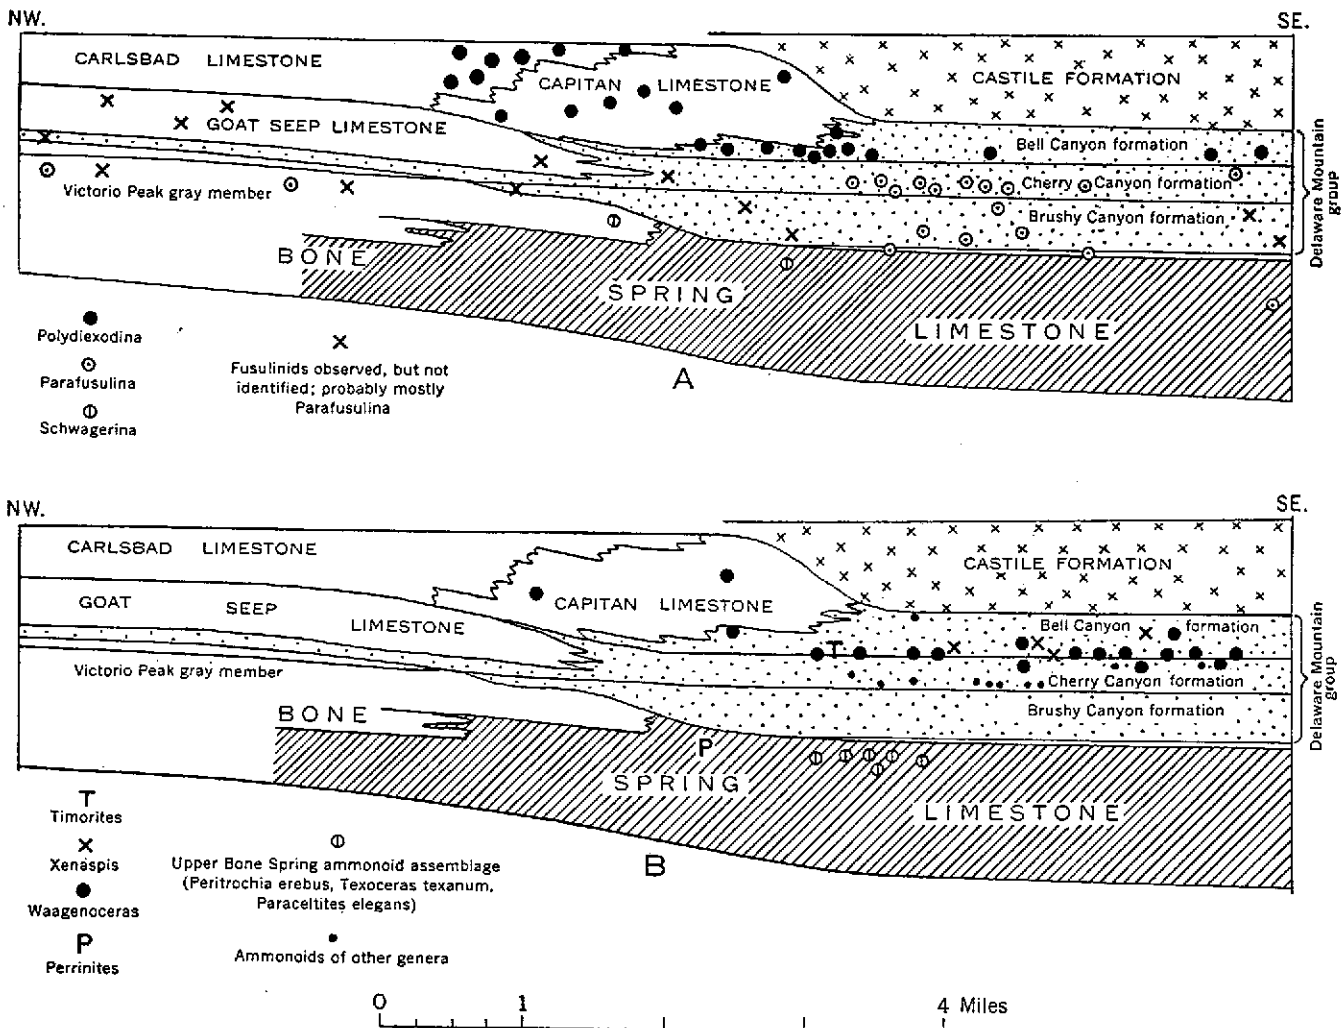 NW.
SE.
CARLSBAD LIMESTONE
CAPITAN LIMESTONE
CASTILE FORMATION
GOAT SEEP LIMESTONE
Bell Canyon formation
Victorio Peak gray member
Cherry Canyon formation
Brushy Canyon formation
Delaware Mountain
group
BONE
SPRING
LIMESTONE
Polydiexodina
Parafusulina
Schwagerina
Fusulinids observed, but not
identified; probably mostly
Parafusulina
A
NW.
SE.
CARLSBAD LIMESTONE
CASTILE FORMATION
GOAT SEEP
LIMESTONE
CAPITAN LIMESTONE
Bell Canyon formation
T
Victorio Peak gray member
Cherry Canyon formation
Brushy Canyon formation
Delaware Mountain
group
BONE
P
SPRING
LIMESTONE
B
T
Timorites
Xenaspis
Waagenoceras
P
Perrinites
Upper Bone Spring ammonoid assemblage
(Peritrochia erebus, Texoceras texanum,
Paraceltites elegans)
Ammonoids of other genera
0 1 4 Miles